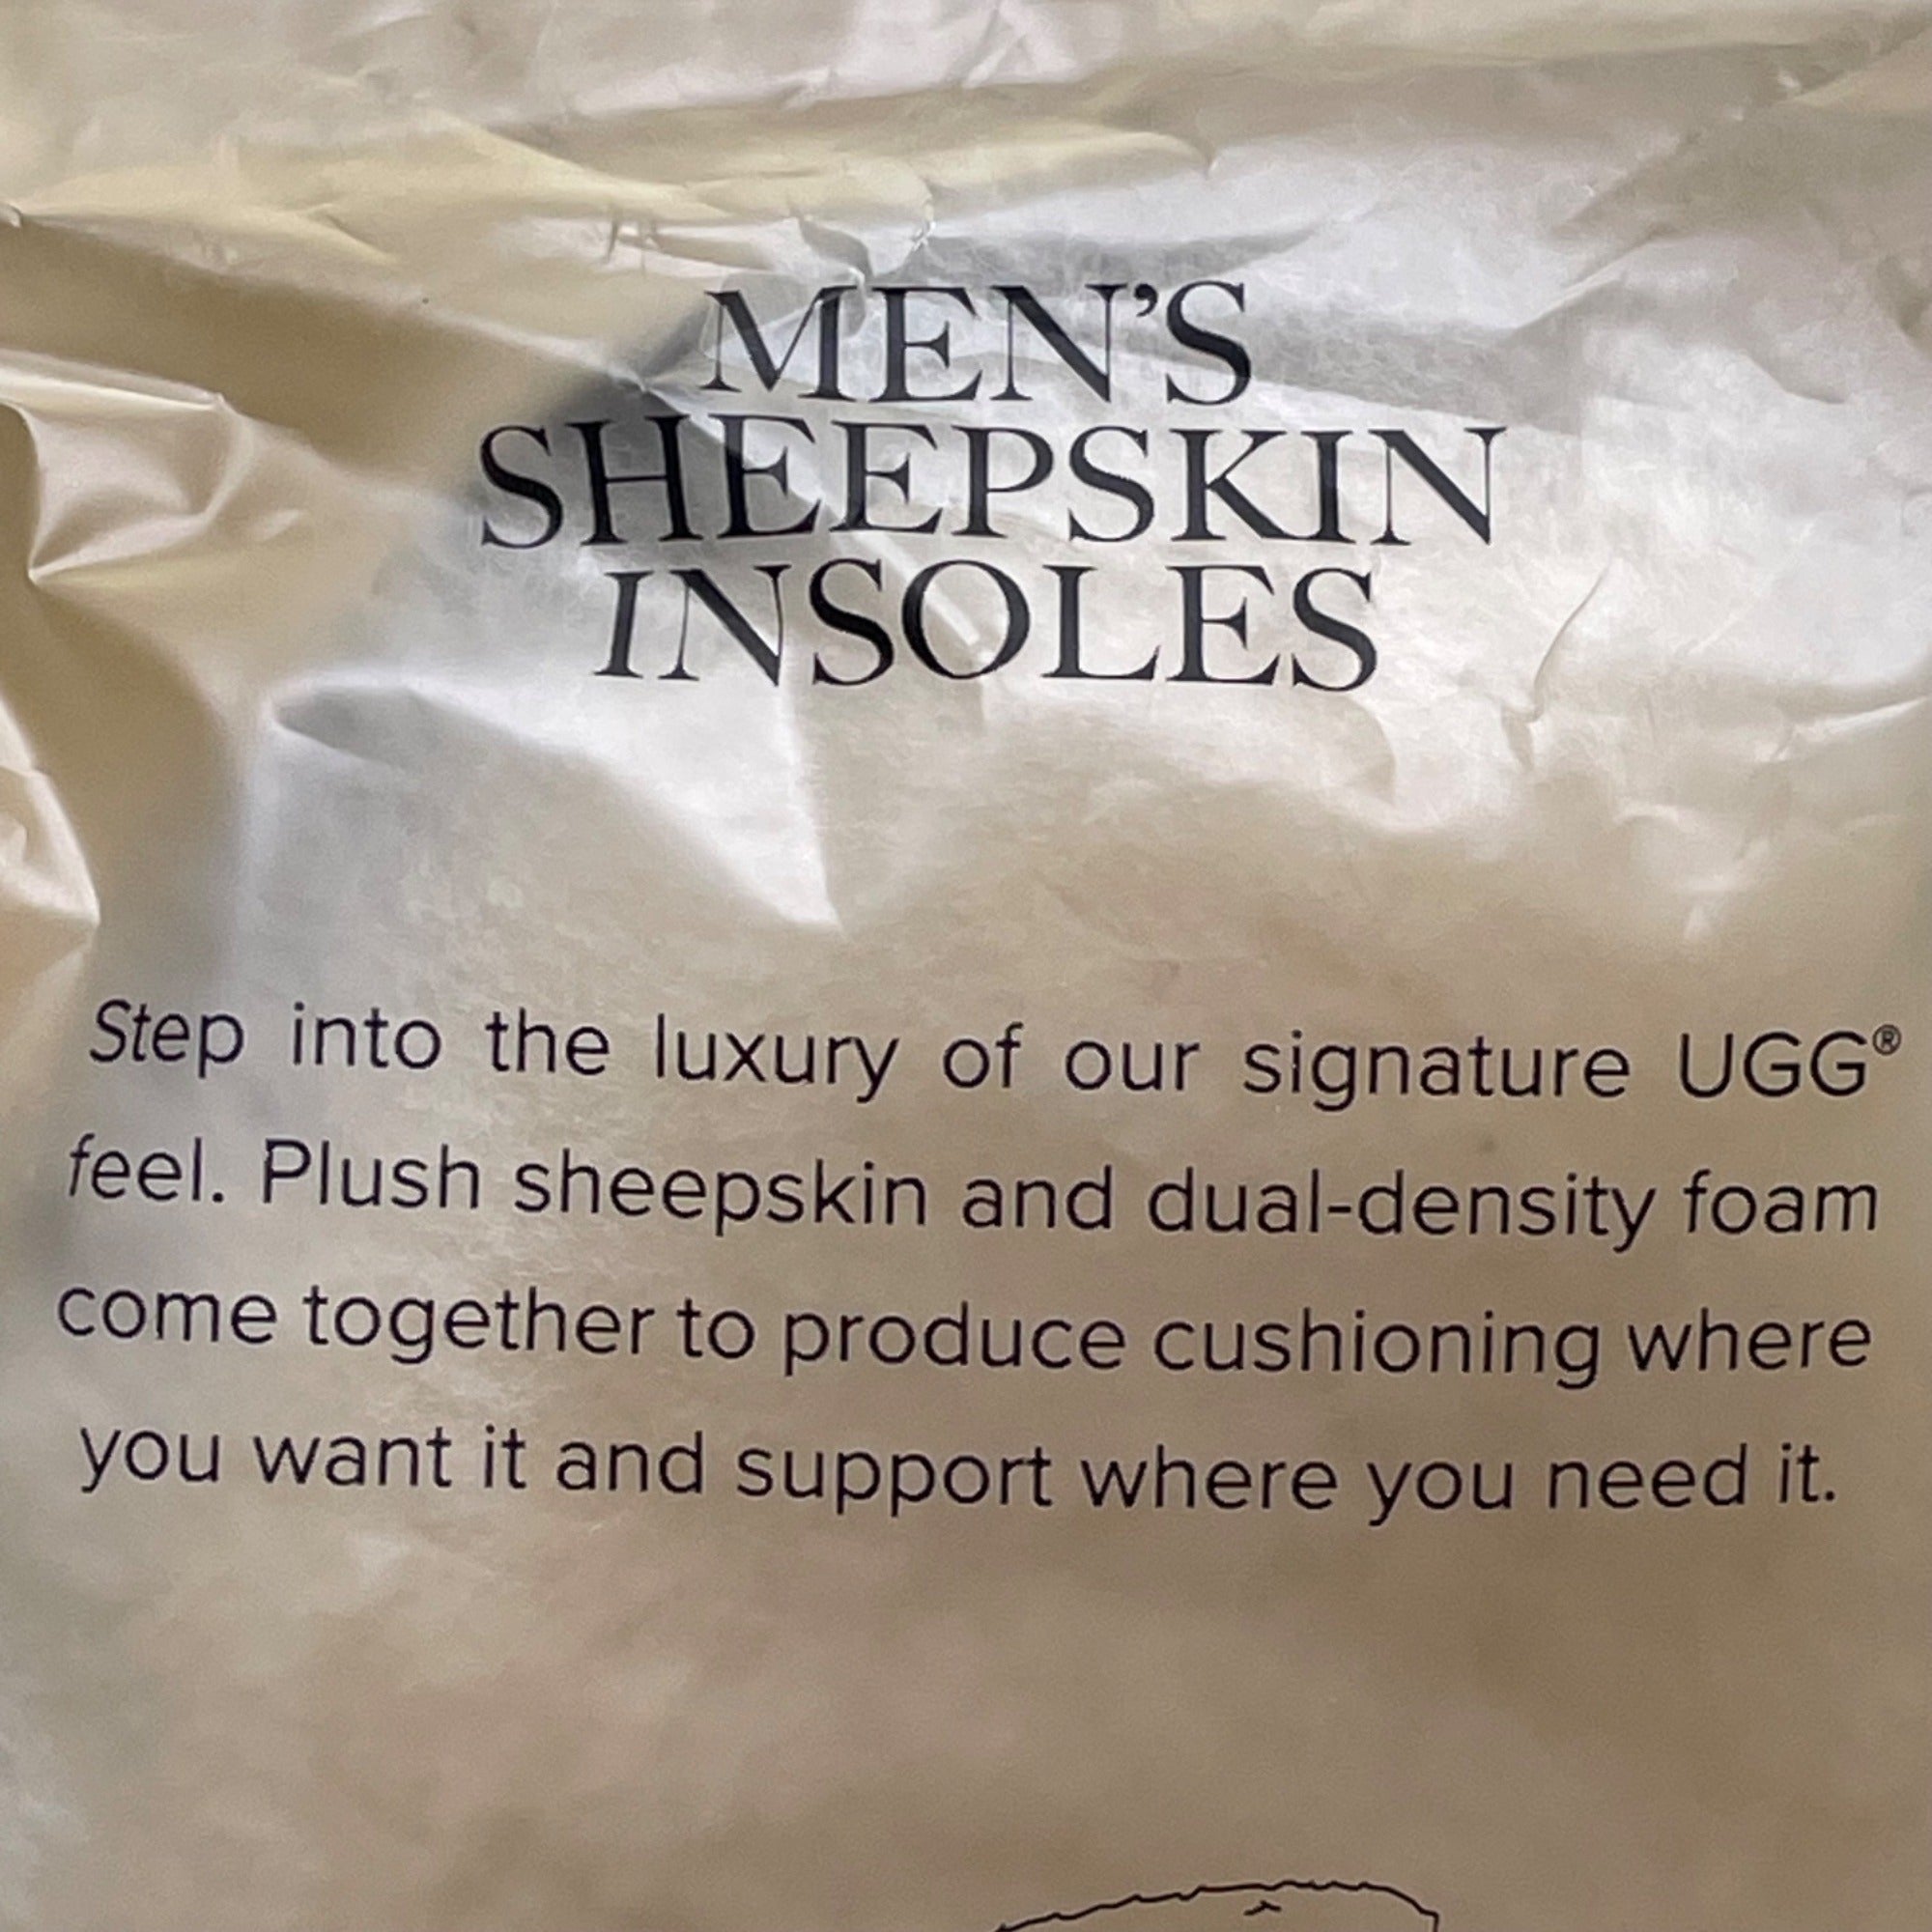 MEN’S
SHEEPSKIN
INSOLES
Step into the luxury of our signature UGG®
feel. Plush sheepskin and dual-density foam
come together to produce cushioning where
you want it and support where you need it.